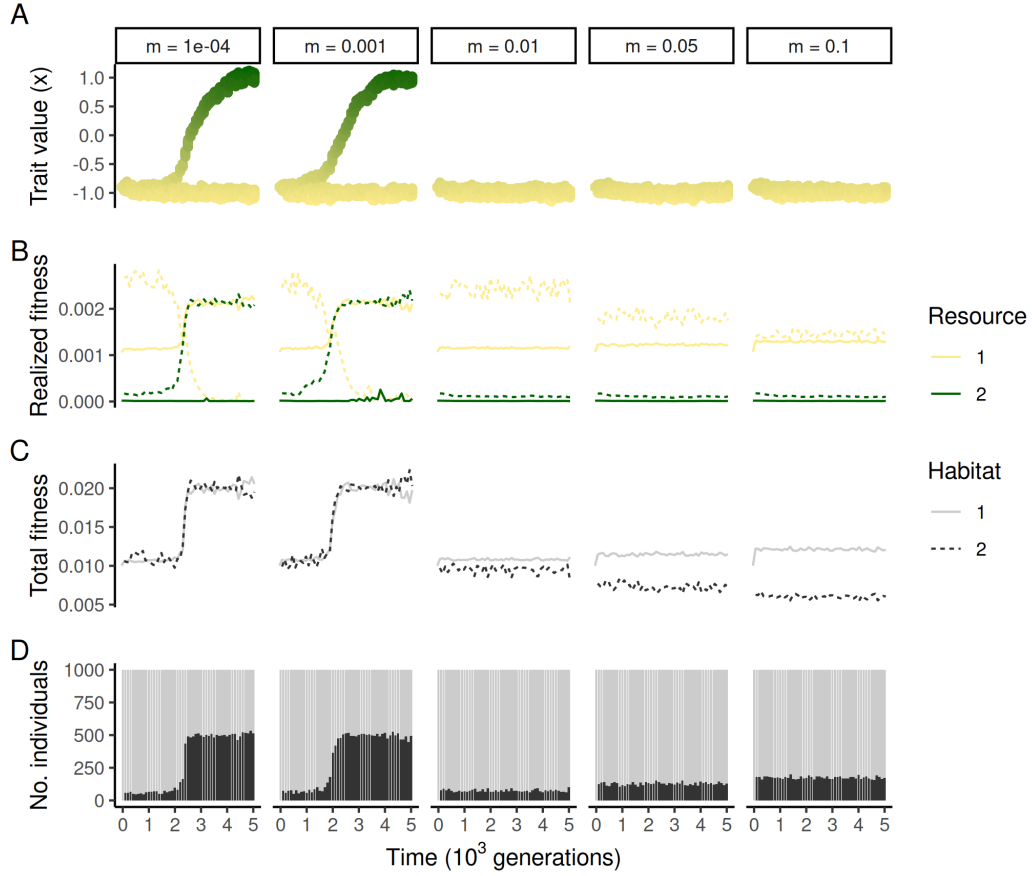 A
m = 1e-04 m = 0.001 m = 0.01 m = 0.05 m = 0.1
Trait value (x)
1.0
0.5
0.0
-0.5
-1.0
B
Realized fitness
0.002
0.001
0.000
Resource
1
2
C
Total fitness
0.020
0.015
0.010
0.005
Habitat
1
2
D
No. individuals
1000
750
500
250
0
0 1 2 3 4 5 0 1 2 3 4 5 0 1 2 3 4 5 0 1 2 3 4 5 0 1 2 3 4 5
Time (10³ generations)